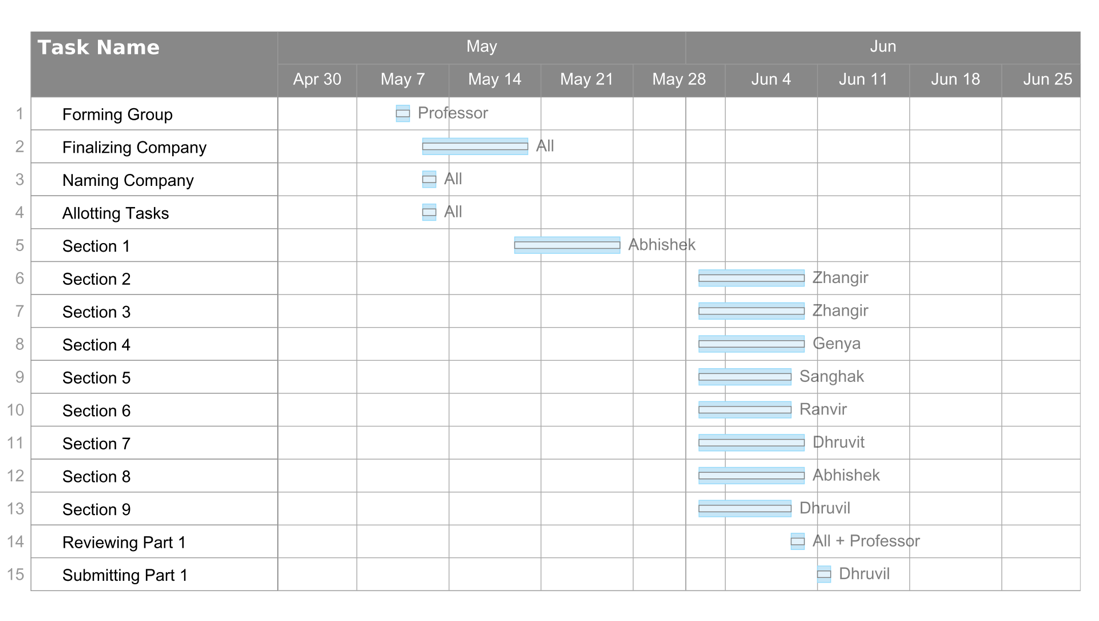 Task Name May Jun
Apr 30 May 7 May 14 May 21 May 28 Jun 4 Jun 11 Jun 18 Jun 25
1 Forming Group Professor
2 Finalizing Company All
3 Naming Company All
4 Allotting Tasks All
5 Section 1 Abhishek
6 Section 2 Zhangir
7 Section 3 Zhangir
8 Section 4 Genya
9 Section 5 Sanghak
10 Section 6 Ranvir
11 Section 7 Dhruvit
12 Section 8 Abhishek
13 Section 9 Dhruvil
14 Reviewing Part 1 All + Professor
15 Submitting Part 1 Dhruvil